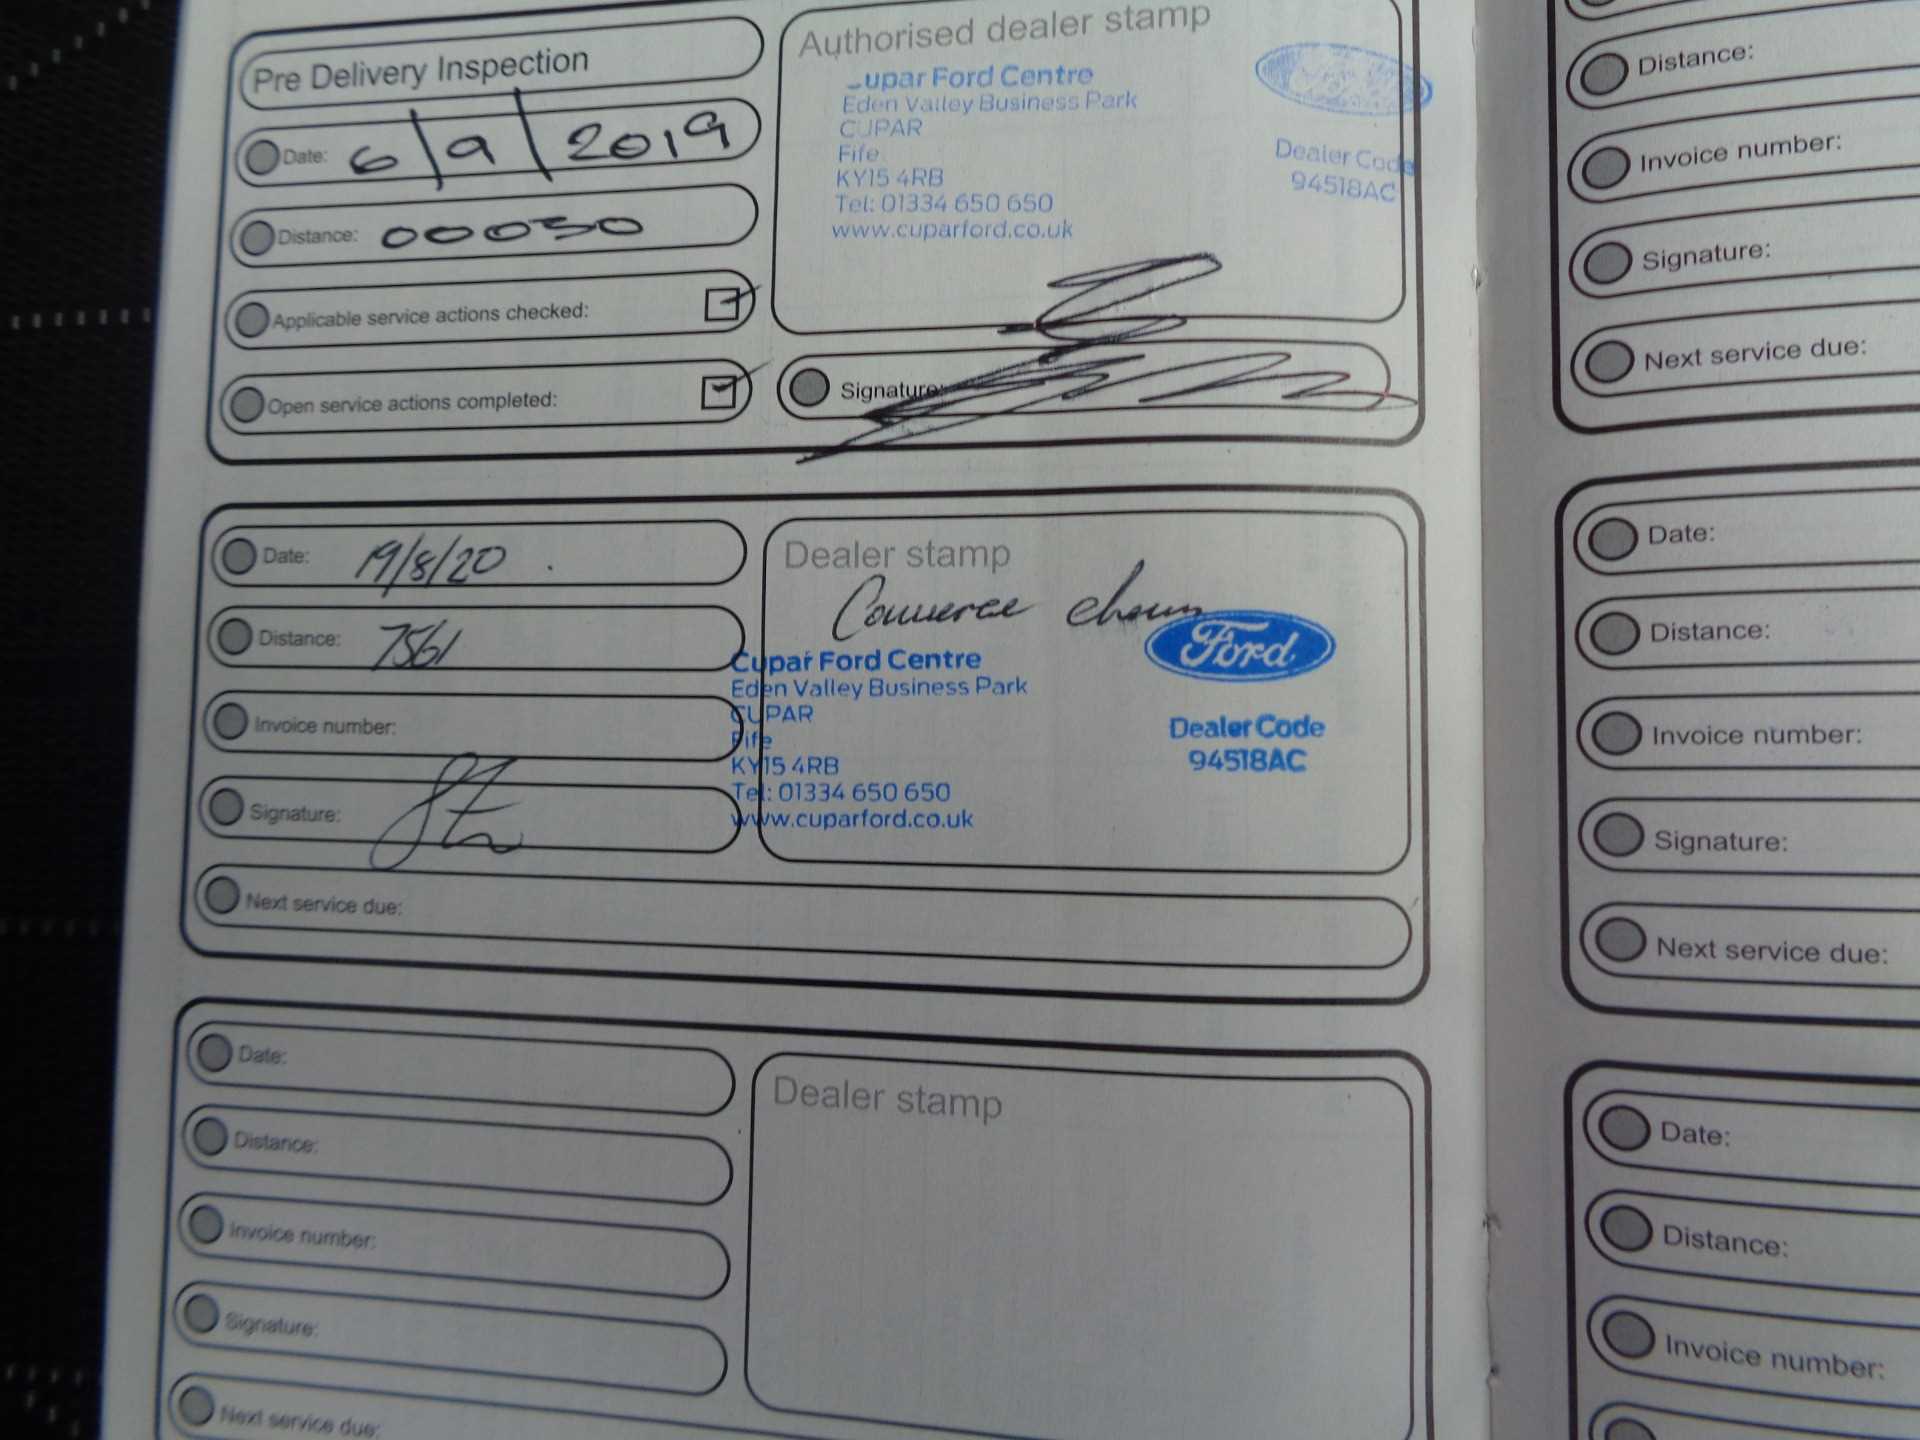 Pre Delivery Inspection
Date: 6/9/2019
Distance: 00030
Applicable service actions checked:
Open service actions completed:
Authorised dealer stamp
upar Ford Centre
Eden Valley Business Park
CUPAR
Fife
KY15 4RB
Tel: 01334 650 650
www.cuparford.co.uk
Dealer Code
94518AC
Signature:
Date: 19/8/20
Distance: 7561
Invoice number:
Signature:
Next service due:
Dealer stamp
Cupar Ford Centre
Eden Valley Business Park
CUPAR
Fife
KY15 4RB
Tel: 01334 650 650
www.cuparford.co.uk
Ford
Dealer Code
94518AC
Date:
Distance:
Invoice number:
Signature:
Next service due:
Dealer stamp
Distance:
Invoice number:
Signature:
Next service due:
Date:
Distance:
Invoice number:
Signature:
Next service due:
Date:
Distance:
Invoice number: